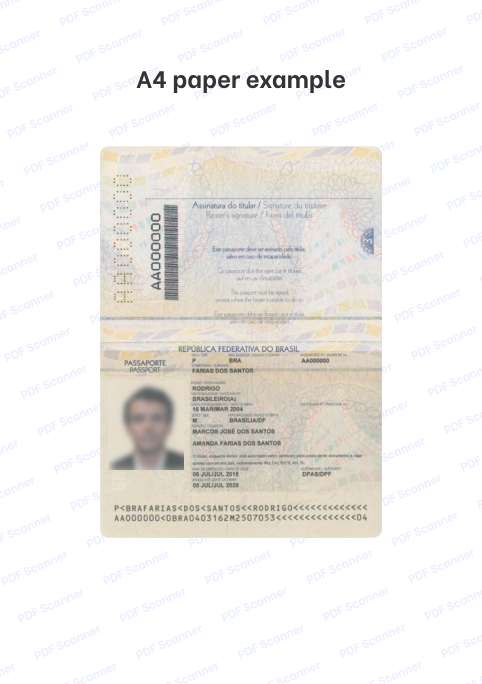 A4 paper example
AA000000
AA000000
Assinatura do titular / Signature du titulaire
Bearer's signature / Firma del titular
Este passaporte deve ser assinado pelo titular,
salvo em caso de incapacidade
Ce passeport doit être signé par le titulaire,
sauf en cas d'incapacité
This passport must be signed,
except where the bearer is unable to do so
Este pasaporte debe ser firmado por el titular,
salvo en caso de incapacidad
3
REPÚBLICA FEDERATIVA DO BRASIL
PASSAPORTE
PASSPORT
P BRA AA000000
FARIAS DOS SANTOS
RODRIGO
BRASILEIRO(A)
16 MAR/MAR 2004
M BRASÍLIA/DF
MARCOS JOSÉ DOS SANTOS
AMANDA FARIAS DOS SANTOS
06 JUL/JUL 2019 DPAS/DPF
05 JUL/JUL 2025
P<BRAFARIAS<DOS<SANTOS<<RODRIGO<<<<<<<<<<<<<
AA000000<0BRA0403162M2507053<<<<<<<<<<<<<<04
PDF Scanner